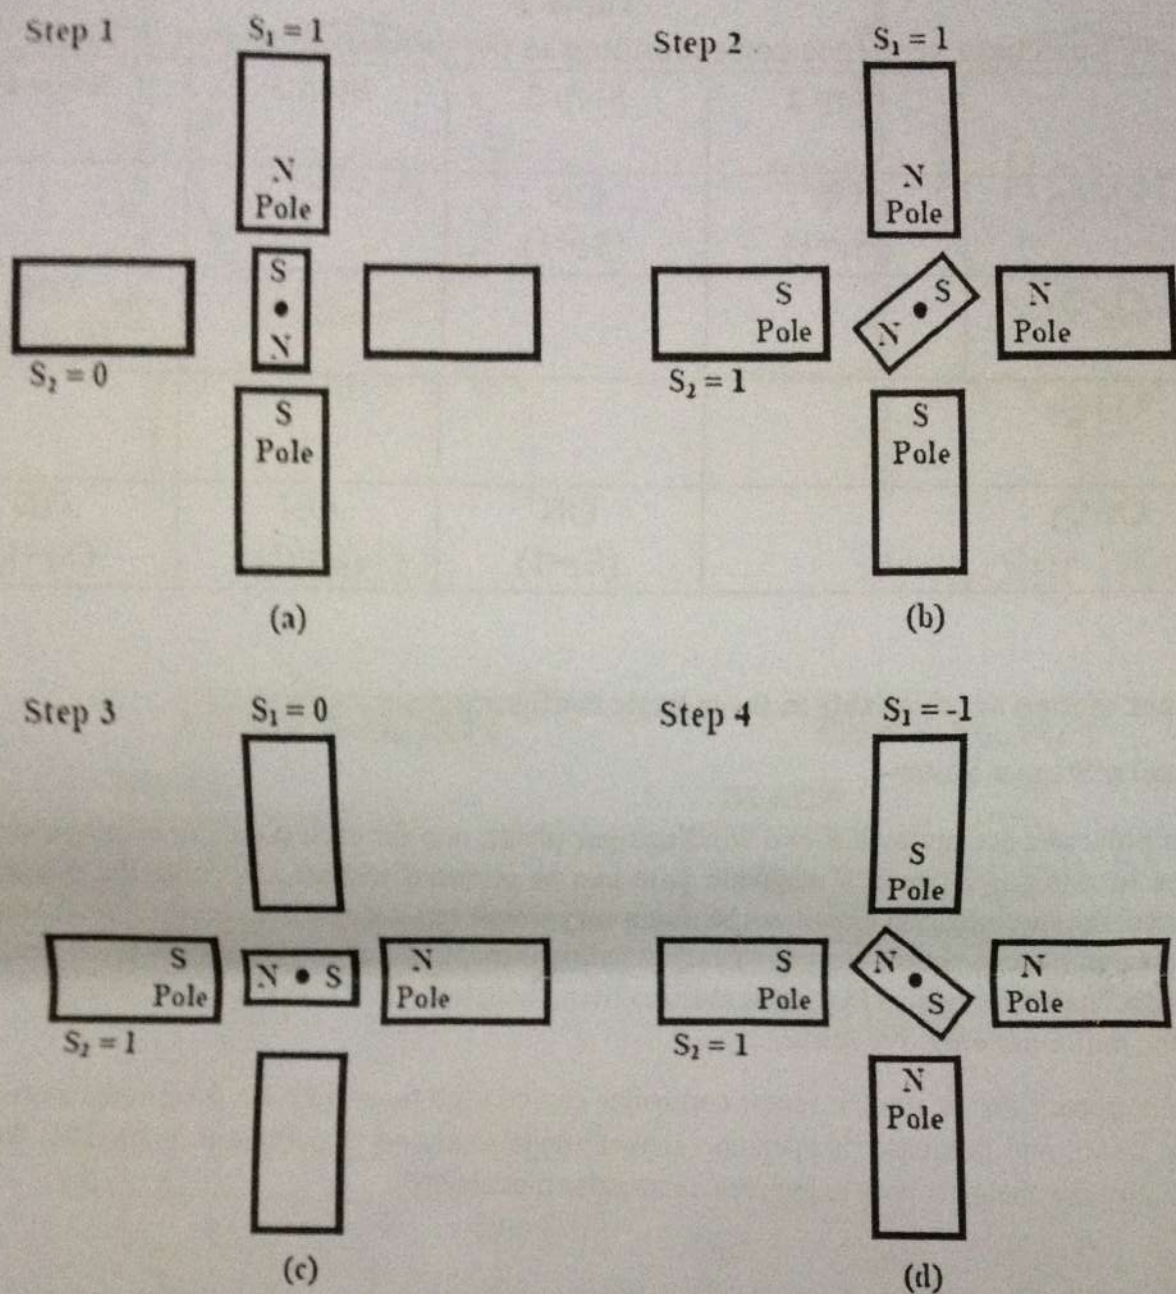 Step 1
S₁ = 1
N
Pole
S
N
S₂ = 0
S
Pole
(a)
Step 2
S₁ = 1
N
Pole
S
Pole
N
S
N
Pole
S₂ = 1
S
Pole
(b)
Step 3
S₁ = 0
S
Pole
N
S
N
Pole
S₂ = 1
(c)
Step 4
S₁ = -1
S
Pole
S
Pole
N
S
N
Pole
S₂ = 1
N
Pole
(d)